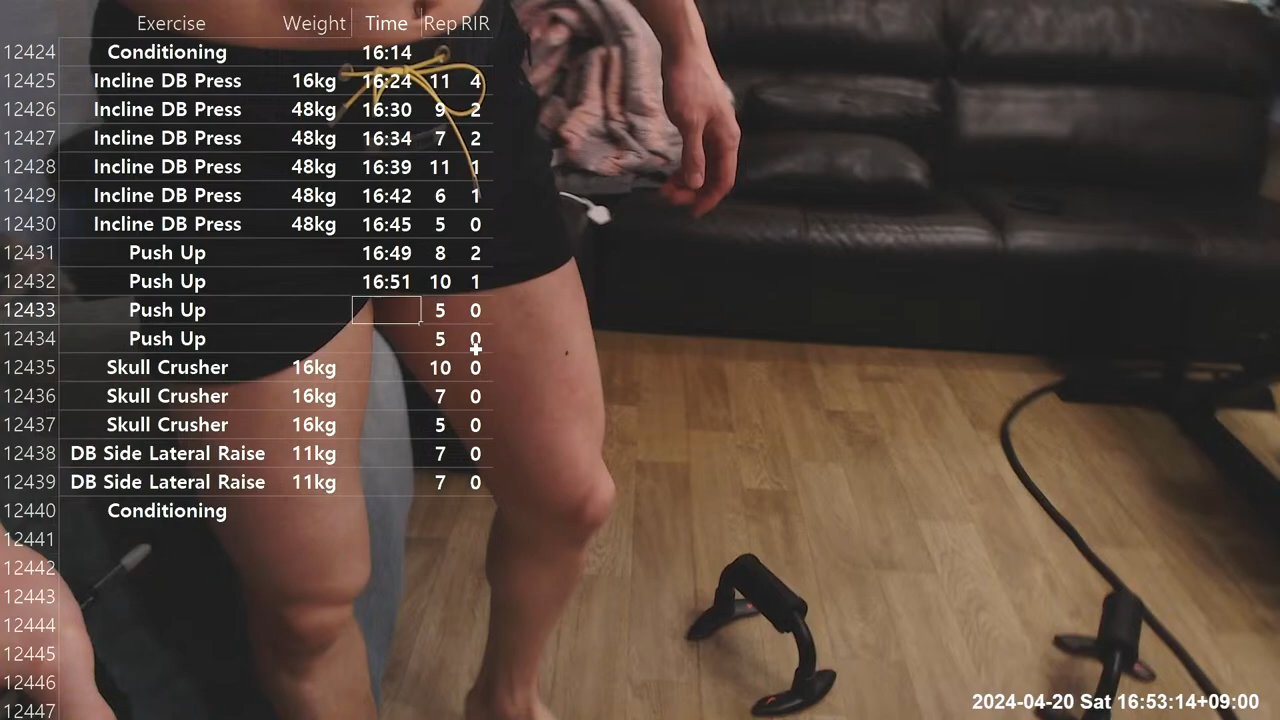 Exercise Weight Time Rep RIR
12424 Conditioning 16:14
12425 Incline DB Press 16kg 16:24 11 4
12426 Incline DB Press 48kg 16:30 9 2
12427 Incline DB Press 48kg 16:34 7 2
12428 Incline DB Press 48kg 16:39 11 1
12429 Incline DB Press 48kg 16:42 6 1
12430 Incline DB Press 48kg 16:45 5 0
12431 Push Up 16:49 8 2
12432 Push Up 16:51 10 1
12433 Push Up 5 0
12434 Push Up 5 0
12435 Skull Crusher 16kg 10 0
12436 Skull Crusher 16kg 7 0
12437 Skull Crusher 16kg 5 0
12438 DB Side Lateral Raise 11kg 7 0
12439 DB Side Lateral Raise 11kg 7 0
12440 Conditioning
12441
12442
12443
12444
12445
12446
12447
2024-04-20 Sat 16:53:14+09:00